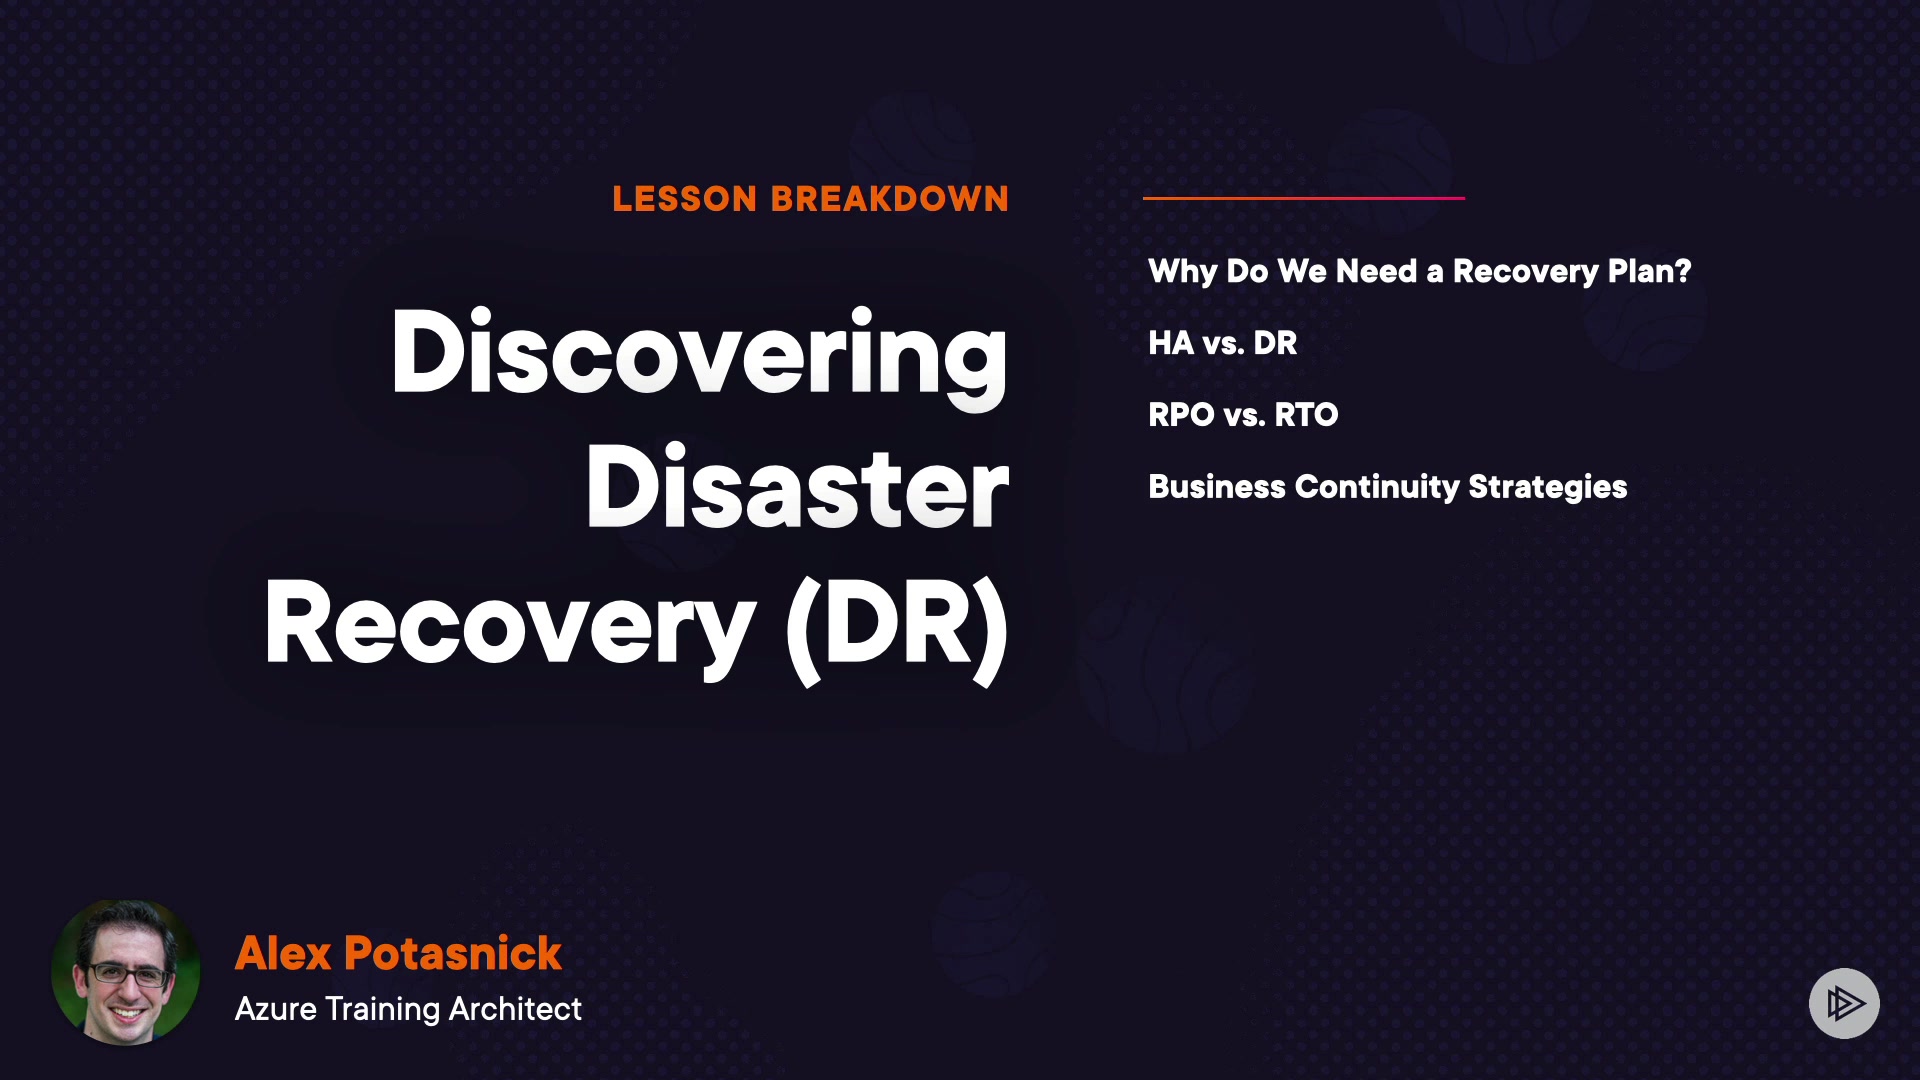 LESSON BREAKDOWN
Discovering
Disaster
Recovery (DR)
Why Do We Need a Recovery Plan?
HA vs. DR
RPO vs. RTO
Business Continuity Strategies
Alex Potasnick
Azure Training Architect